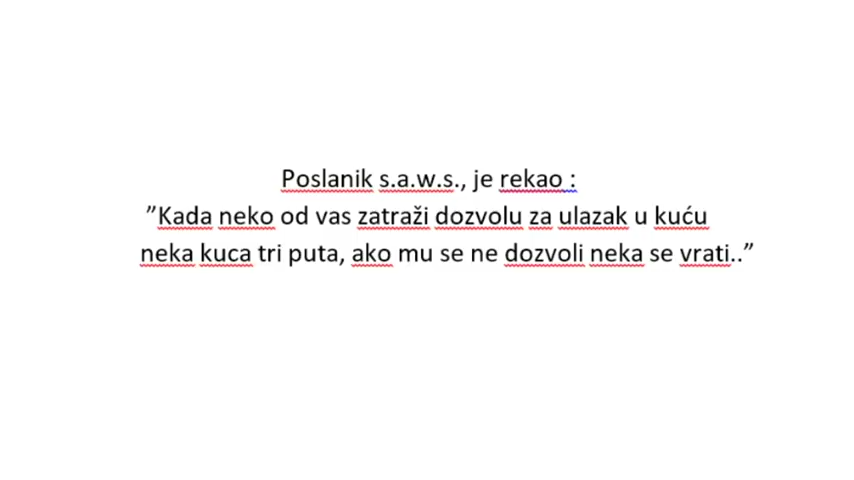 Poslanik s.a.w.s., je rekao :
”Kada neko od vas zatraži dozvolu za ulazak u kuću
neka kuca tri puta, ako mu se ne dozvoli neka se vrati..”